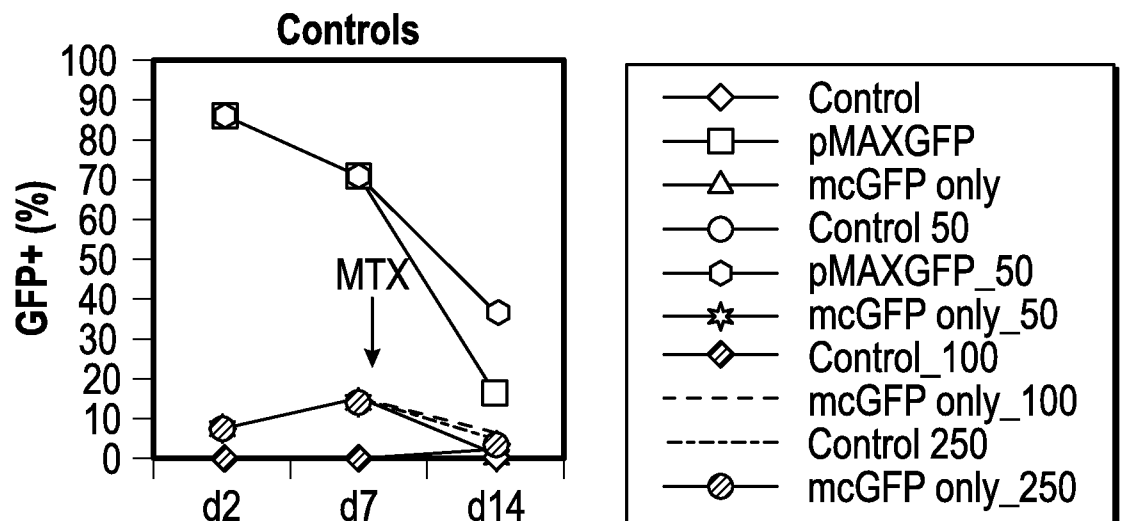 Controls
100
90
80
70
60
50
40
30
20
10
0
GFP+ (%)
MTX
d2 d7 d14
Control
pMAXGFP
mcGFP only
Control 50
pMAXGFP_50
mcGFP only_50
Control_100
mcGFP only_100
Control 250
mcGFP only_250